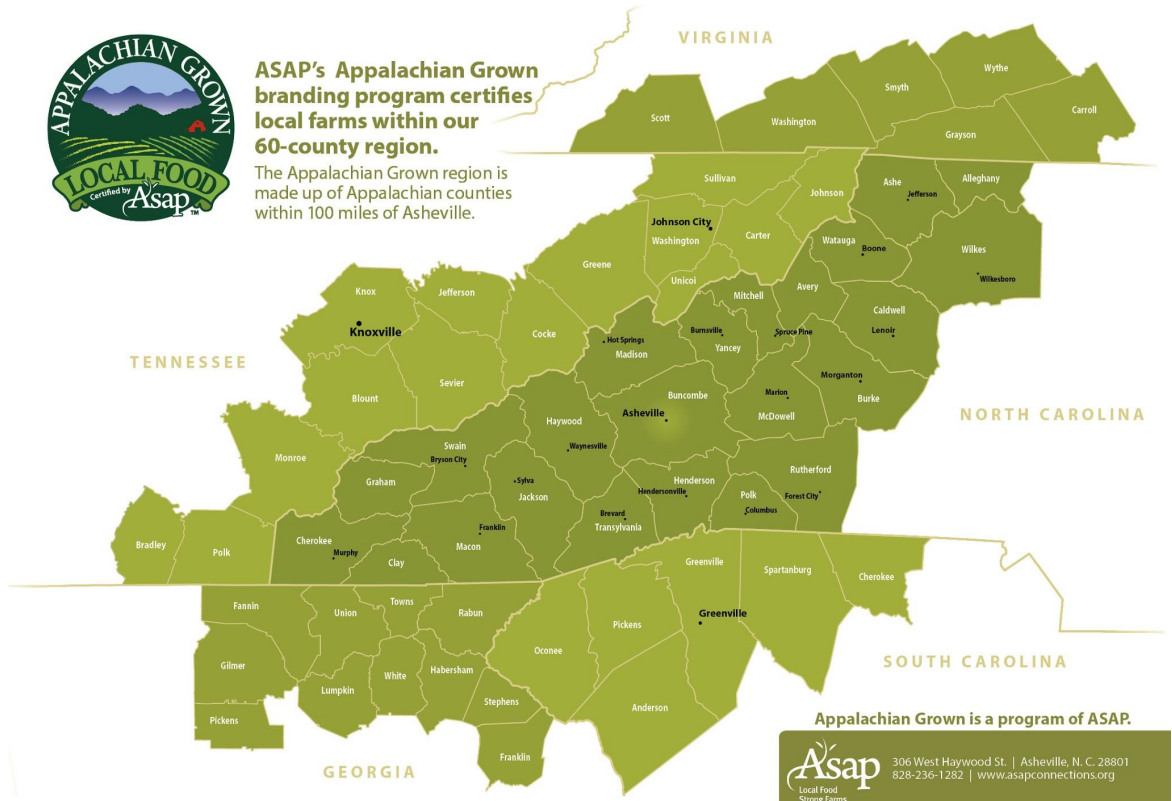 APPALACHIAN GROWN
LOCAL FOOD
Certified by Asap™
ASAP's Appalachian Grown
branding program certifies
local farms within our
60-county region.
The Appalachian Grown region is
made up of Appalachian counties
within 100 miles of Asheville.
VIRGINIA
Wythe
Smyth
Carroll
Scott
Washington
Grayson
Sullivan
Johnson
Ashe
Alleghany
Jefferson
Johnson City
Washington
Carter
Watauga
Boone
Wilkes
Wilkesboro
Greene
Unicoi
Knox
Jefferson
Mitchell
Avery
Caldwell
Knoxville
Cocke
Hot Springs
Madison
Burnsville
Yancey
Spruce Pine
Lenoir
TENNESSEE
Sevier
Blount
Buncombe
Marion
Morganton
Burke
Asheville
McDowell
NORTH CAROLINA
Haywood
Waynesville
Monroe
Swain
Bryson City
Graham
Sylva
Jackson
Henderson
Hendersonville
Rutherford
Forest City
Polk
Columbus
Brevard
Transylvania
Franklin
Macon
Bradley
Polk
Cherokee
Murphy
Clay
Greenville
Spartanburg
Cherokee
Fannin
Union
Towns
Rabun
Pickens
Greenville
Oconee
SOUTH CAROLINA
Gilmer
Lumpkin
White
Habersham
Stephens
Anderson
Pickens
Franklin
GEORGIA
Appalachian Grown is a program of ASAP.
Asap
Local Food
Strong Farms
306 West Haywood St. | Asheville, N. C. 28801
828-236-1282 | www.asapconnections.org